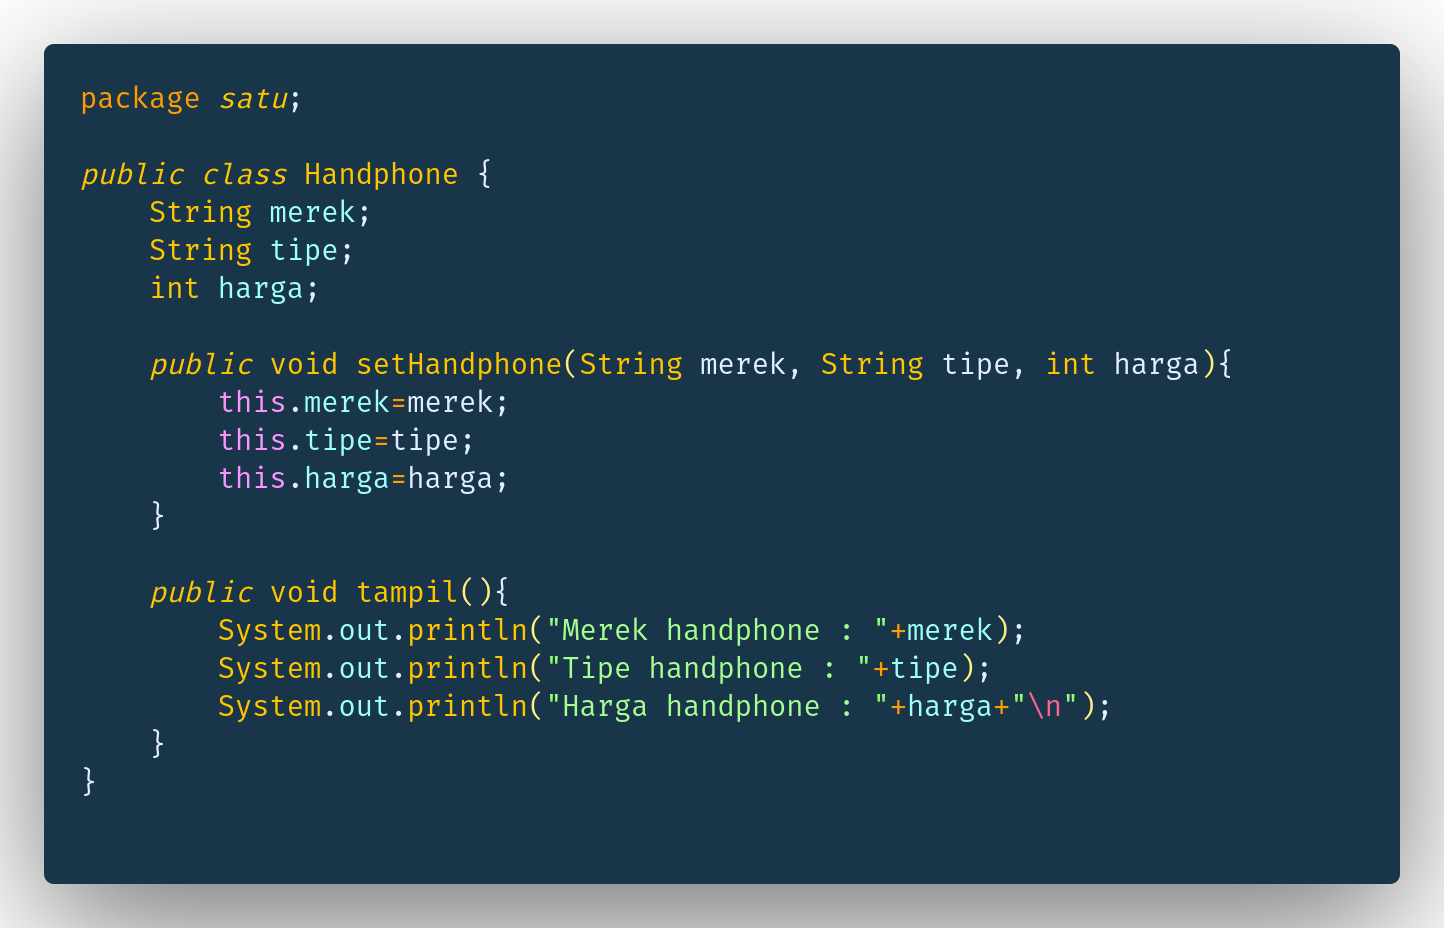 package satu;

public class Handphone {
    String merek;
    String tipe;
    int harga;

    public void setHandphone(String merek, String tipe, int harga){
        this.merek=merek;
        this.tipe=tipe;
        this.harga=harga;
    }

    public void tampil(){
        System.out.println("Merek handphone : "+merek);
        System.out.println("Tipe handphone : "+tipe);
        System.out.println("Harga handphone : "+harga+"\n");
    }
}